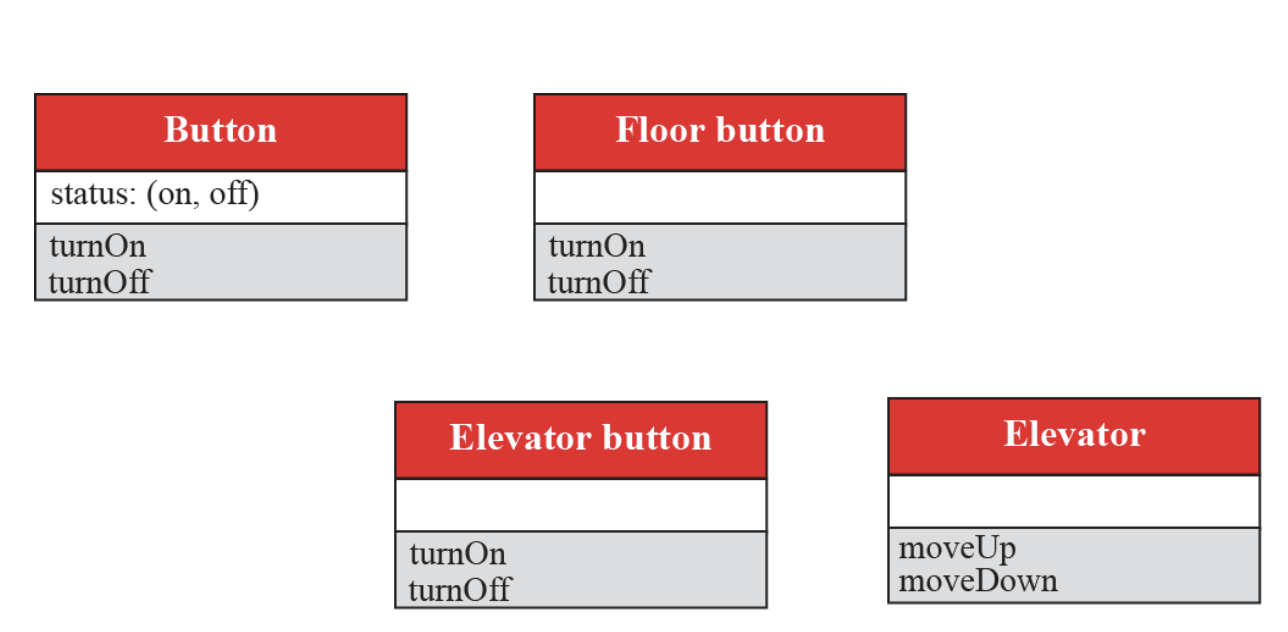 Button
status: (on, off)
turnOn
turnOff
Floor button
turnOn
turnOff
Elevator button
turnOn
turnOff
Elevator
moveUp
moveDown